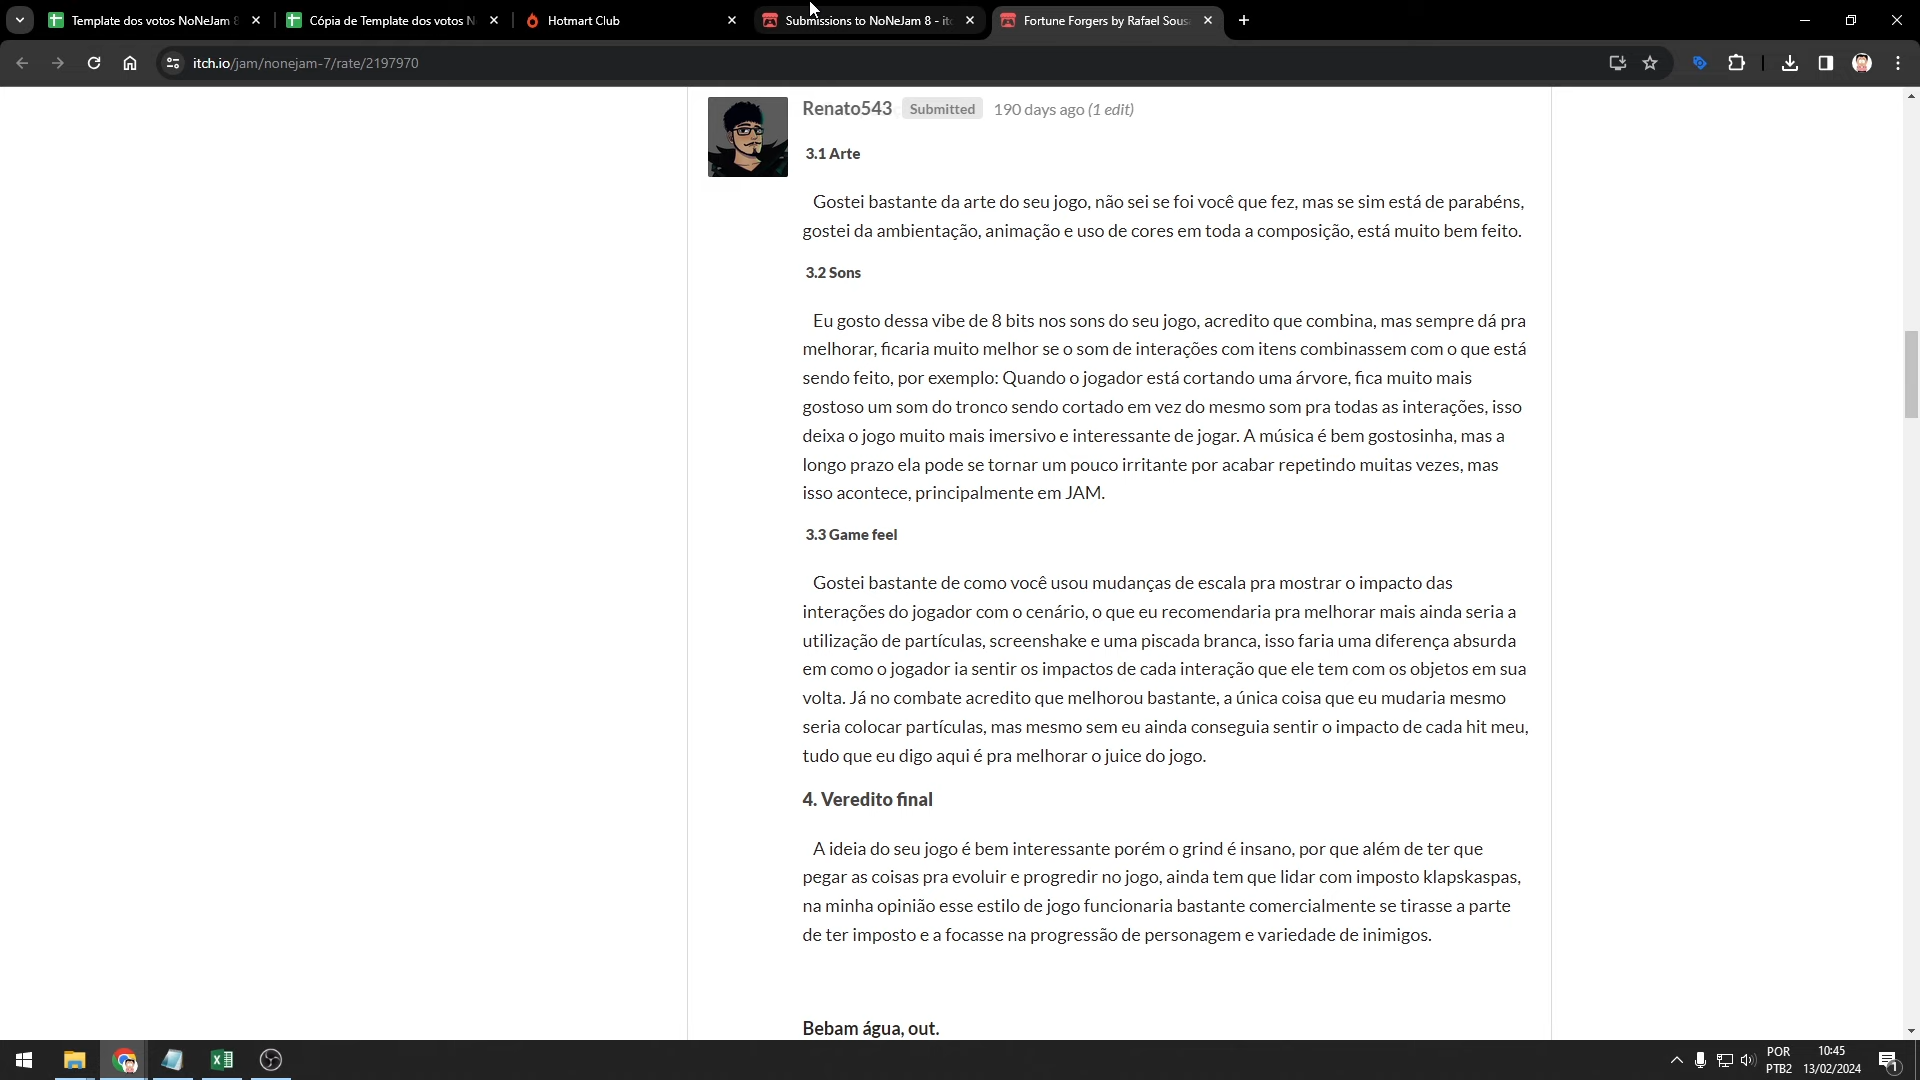 Template dos votos NoNeJam 8
Cópia de Template dos votos N
Hotmart Club
Submissions to NoNeJam 8 - itc
Fortune Forgers by Rafael Sous
itch.io/jam/nonejam-7/rate/2197970
Renato543 Submitted 190 days ago (1 edit)
3.1 Arte
Gostei bastante da arte do seu jogo, não sei se foi você que fez, mas se sim está de parabéns,
gostei da ambientação, animação e uso de cores em toda a composição, está muito bem feito.
3.2 Sons
Eu gosto dessa vibe de 8 bits nos sons do seu jogo, acredito que combina, mas sempre dá pra
melhorar, ficaria muito melhor se o som de interações com itens combinassem com o que está
sendo feito, por exemplo: Quando o jogador está cortando uma árvore, fica muito mais
gostoso um som do tronco sendo cortado em vez do mesmo som pra todas as interações, isso
deixa o jogo muito mais imersivo e interessante de jogar. A música é bem gostosinha, mas a
longo prazo ela pode se tornar um pouco irritante por acabar repetindo muitas vezes, mas
isso acontece, principalmente em JAM.
3.3 Game feel
Gostei bastante de como você usou mudanças de escala pra mostrar o impacto das
interações do jogador com o cenário, o que eu recomendaria pra melhorar mais ainda seria a
utilização de partículas, screenshake e uma piscada branca, isso faria uma diferença absurda
em como o jogador ia sentir os impactos de cada interação que ele tem com os objetos em sua
volta. Já no combate acredito que melhorou bastante, a única coisa que eu mudaria mesmo
seria colocar partículas, mas mesmo sem eu ainda conseguia sentir o impacto de cada hit meu,
tudo que eu digo aqui é pra melhorar o juice do jogo.
4. Veredito final
A ideia do seu jogo é bem interessante porém o grind é insano, por que além de ter que
pegar as coisas pra evoluir e progredir no jogo, ainda tem que lidar com imposto klapskaspas,
na minha opinião esse estilo de jogo funcionaria bastante comercialmente se tirasse a parte
de ter imposto e a focasse na progressão de personagem e variedade de inimigos.
Bebam água, out.
POR
PTB2
10:45
13/02/2024
1